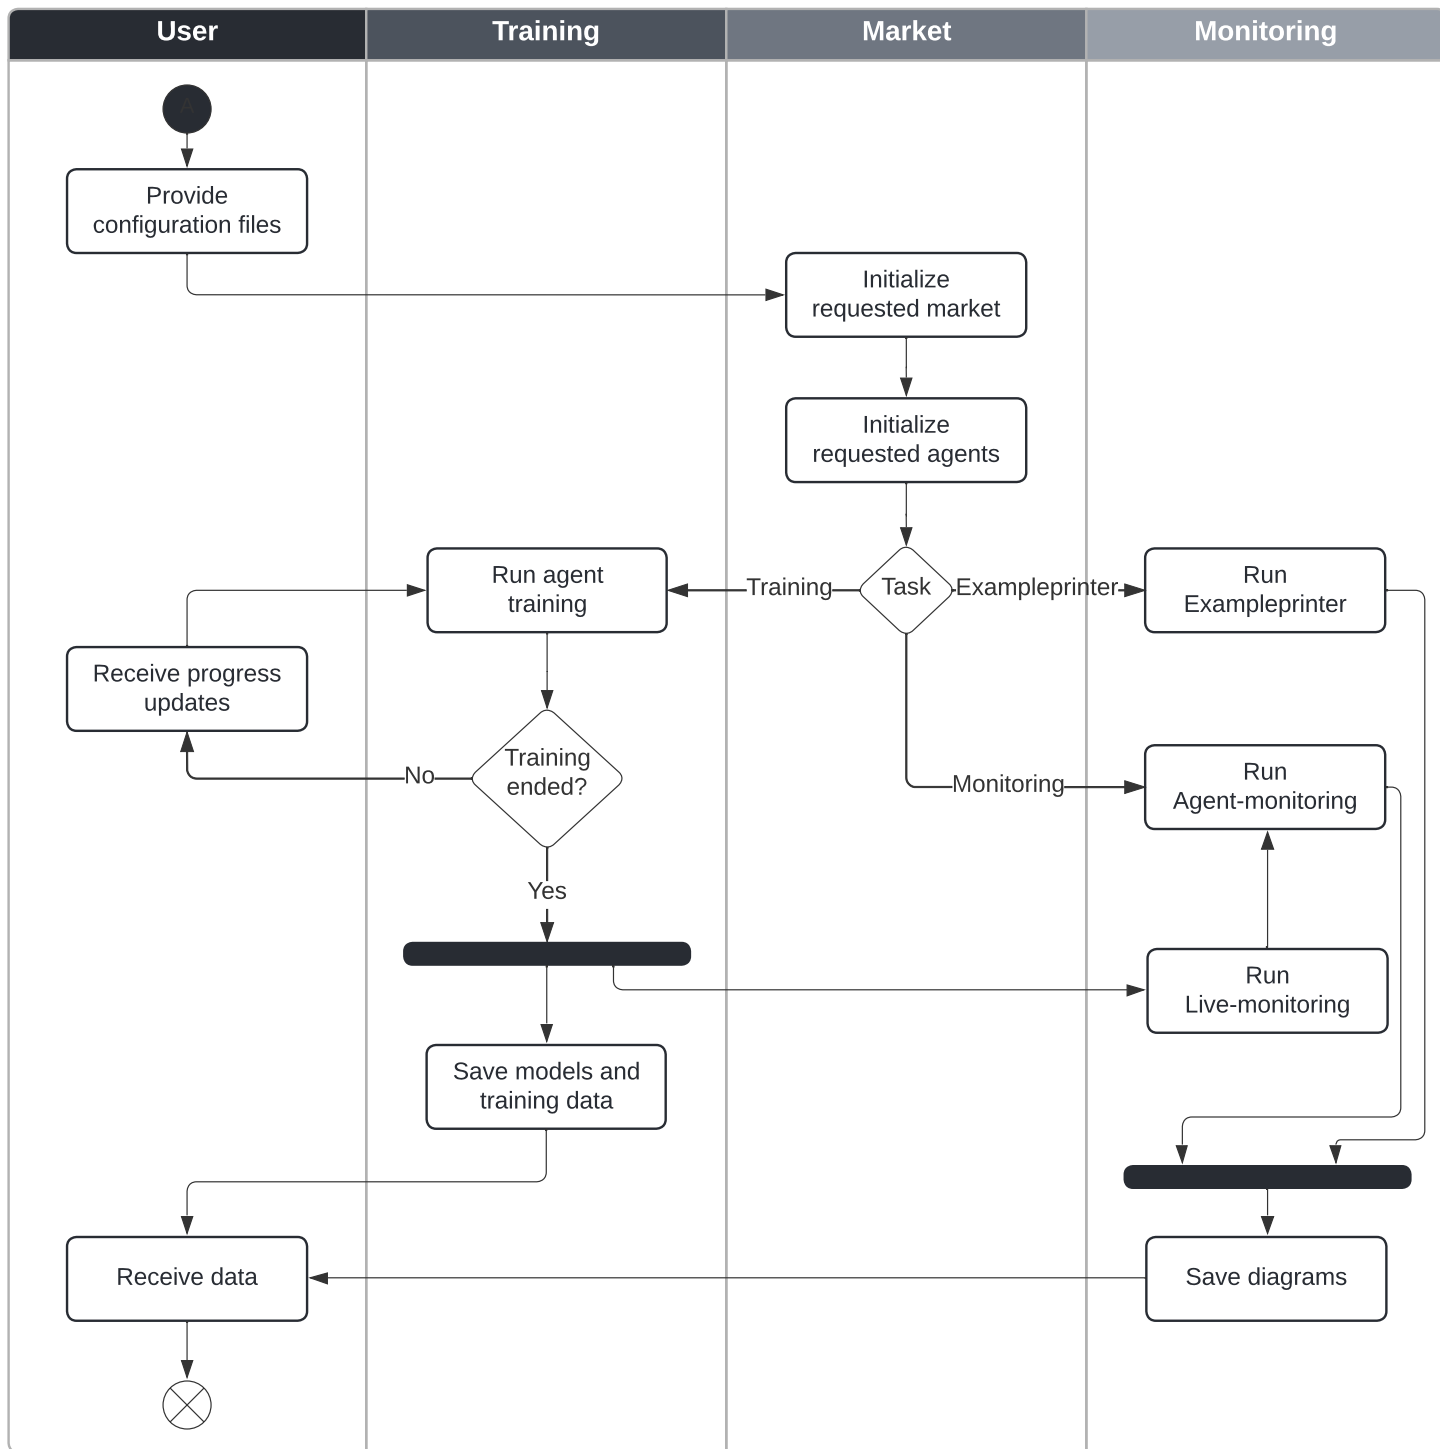 User
Training
Market
Monitoring
A
Provide
configuration files
Initialize
requested market
Initialize
requested agents
Run agent
training
Training
Task
Exampleprinter
Run
Exampleprinter
Receive progress
updates
Training
ended?
No
Monitoring
Run
Agent-monitoring
Yes
Run
Live-monitoring
Save models and
training data
Receive data
Save diagrams